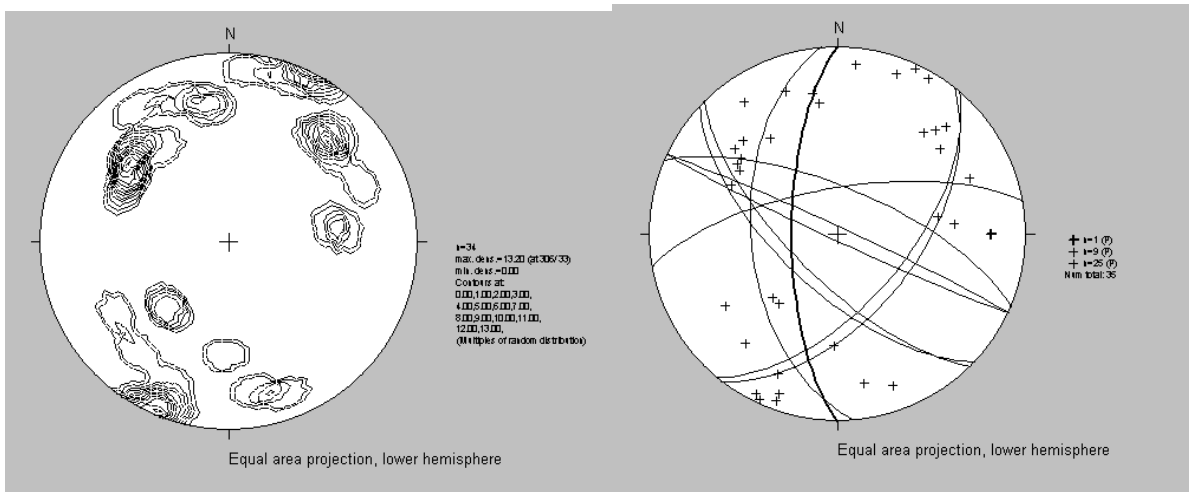 N
n=34
max. dens.=13.20 (at 306/33)
min. dens.=0.00
Contours at:
0.00,1.00,2.00,3.00,
4.00,5.00,6.00,7.00,
8.00,9.00,10.00,11.00,
12.00,13.00,
(Multiples of random distribution)
Equal area projection, lower hemisphere
N
n=1 (P)
n=9 (P)
n=25 (P)
Num total: 35
Equal area projection, lower hemisphere